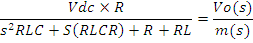 Vdc × R / s²RLC + S(RLCR) + R + RL = Vo(s) / m(s)